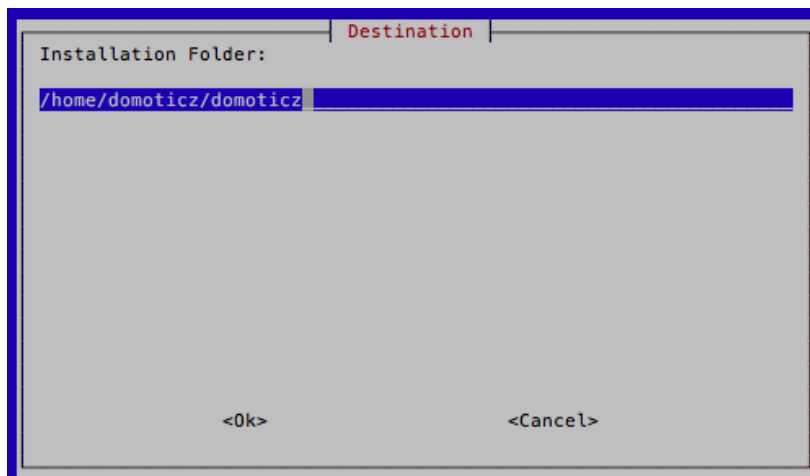 Destination
Installation Folder:
/home/domoticz/domoticz
<Ok> <Cancel>